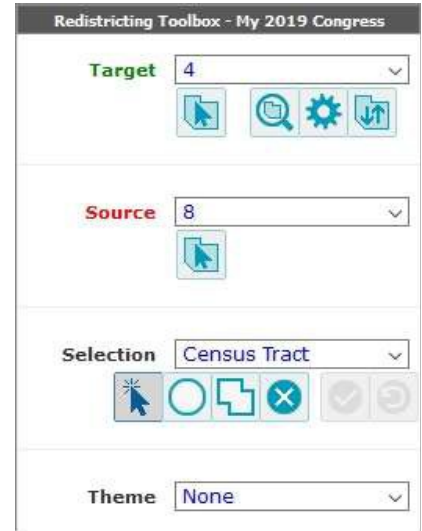 Redistricting Toolbox - My 2019 Congress
Target 4
Source 8
Selection Census Tract
Theme None